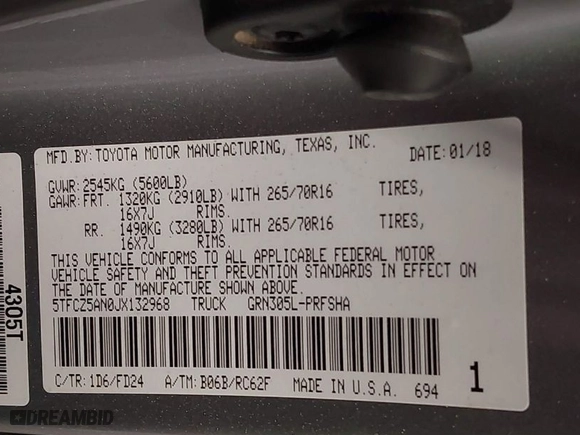 MFD.BY: TOYOTA MOTOR MANUFACTURING, TEXAS, INC.
DATE: 01/18
GVWR: 2545KG (5600LB)
GAWR: FRT. 1320KG (2910LB) WITH 265/70R16 TIRES,
16X7J RIMS.
RR. 1490KG (3280LB) WITH 265/70R16 TIRES,
16X7J RIMS.
THIS VEHICLE CONFORMS TO ALL APPLICABLE FEDERAL MOTOR
VEHICLE SAFETY AND THEFT PREVENTION STANDARDS IN EFFECT ON
THE DATE OF MANUFACTURE SHOWN ABOVE.
5TFCZ5AN0JX132968 TRUCK GRN305L-PRFSHA
C/TR: 1D6/FD24 A/TM: B06B/RC62F MADE IN U.S.A. 694
1
4305T
DREAMBID